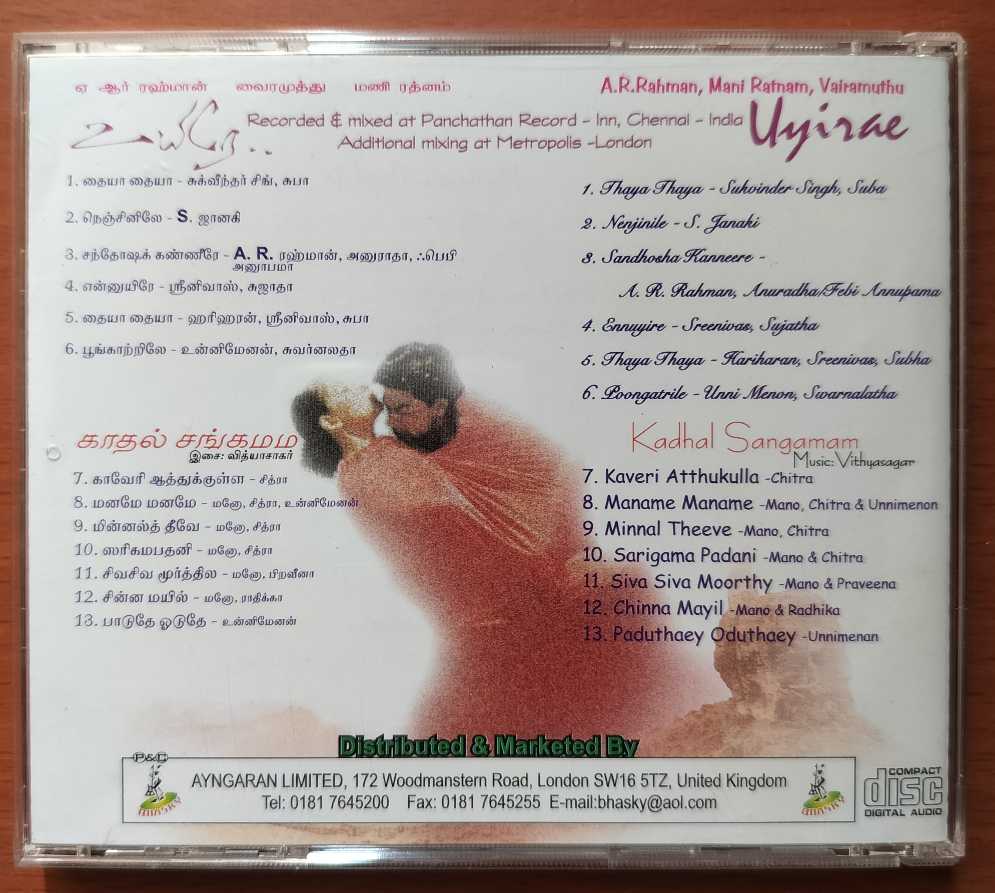 ஏ ஆர் ரஹ்மான் வைரமுத்து மணி ரத்னம்
A.R.Rahman, Mani Ratnam, Vairamuthu
உயிரே..
Recorded & mixed at Panchathan Record - Inn, Chennai - India
Additional mixing at Metropolis -London
Uyirae
1. தையா தையா - சுக்வீந்தர் சிங், சுபா
2. நெஞ்சினிலே - S. ஜானகி
3. சந்தோஷக் கண்ணீரே - A. R. ரஹ்மான், அனுராதா, ஃபெபி
அனுபமா
4. என்னுயிரே - ஸ்ரீனிவாஸ், சுஜாதா
5. தையா தையா - ஹரிஹரன், ஸ்ரீனிவாஸ், சுபா
6. பூங்காற்றிலே - உன்னிமேனன், சுவர்னலதா
1. Thaya Thaya - Sukvinder Singh, Suba
2. Nenjinile - S. Janaki
3. Sandhosha Kanneere -
A. R. Rahman, Anuradha/Febi Annupama
4. Ennuyire - Sreenivas, Sujatha
5. Thaya Thaya - Hariharan, Sreenivas, Subha
6. Poongatrile - Unni Menon, Swarnalatha
காதல் சங்கமம
இசை: வித்யாசாகர்
7. காவேரி ஆத்துக்குள்ள - சித்ரா
8. மனமே மனமே - மனோ, சித்ரா, உன்னிமேனன்
9. மின்னல்த் தீவே - மனோ, சித்ரா
10. ஸரிகமபதனி - மனோ, சித்ரா
11. சிவசிவ மூர்த்தில - மனோ, பிரவீனா
12. சின்ன மயில் - மனோ, ராதிக்கா
13. பாடுதே ஓடுதே - உன்னிமேனன்
Kadhal Sangamam
Music: Vithyasagar
7. Kaveri Atthukulla -Chitra
8. Maname Maname -Mano, Chitra & Unnimenon
9. Minnal Theeve -Mano, Chitra
10. Sarigama Padani -Mano & Chitra
11. Siva Siva Moorthy -Mano & Praveena
12. Chinna Mayil -Mano & Radhika
13. Paduthaey Oduthaey -Unnimenan
Distributed & Marketed By
P&C
AYNGARAN LIMITED, 172 Woodmanstern Road, London SW16 5TZ, United Kingdom
Tel: 0181 7645200 Fax: 0181 7645255 E-mail:bhasky@aol.com
BHASKY
BHASKY
COMPACT
disc
DIGITAL AUDIO